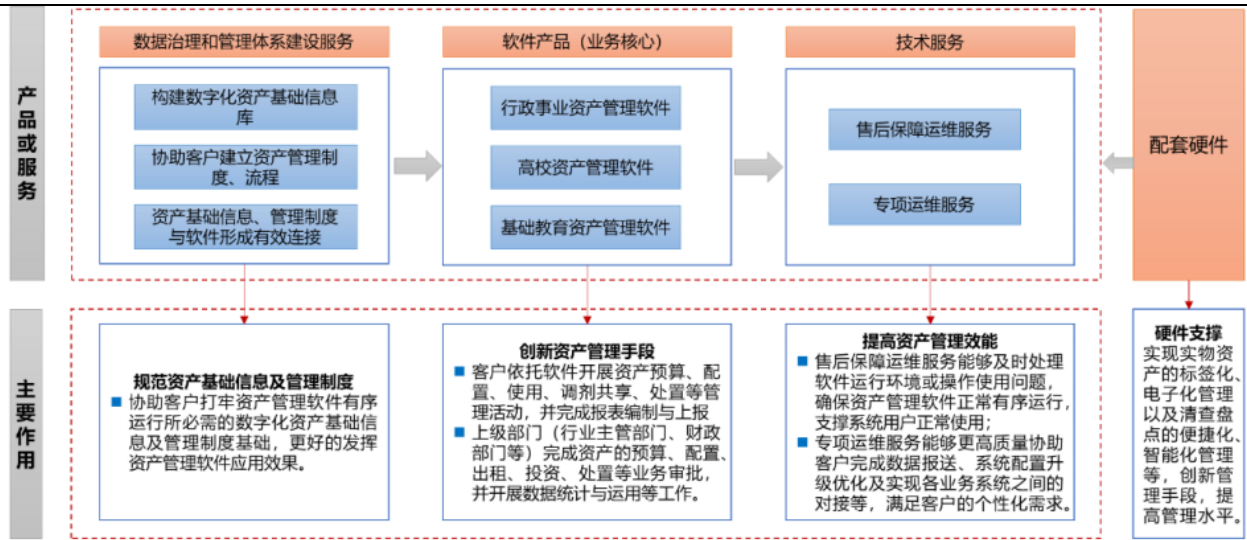 产品或服务
数据治理和管理体系建设服务
构建数字化资产基础信息
库
协助客户建立资产管理制
度、流程
资产基础信息、管理制度
与软件形成有效连接
软件产品（业务核心）
行政事业资产管理软件
高校资产管理软件
基础教育资产管理软件
技术服务
售后保障运维服务
专项运维服务
配套硬件
主要作用
规范资产基础信息及管理制度
协助客户打牢资产管理软件有序
运行所必需的数字化资产基础信
息及管理制度基础，更好的发挥
资产管理软件应用效果。
创新资产管理手段
客户依托软件开展资产预算、配
置、使用、调剂共享、处置等管
理活动，并完成报表编制与上报
上级部门（行业主管部门、财政
部门等）完成资产的预算、配置、
出租、投资、处置等业务审批，
并开展数据统计与运用等工作。
提高资产管理效能
售后保障运维服务能够及时处理
软件运行环境或操作使用问题，
确保资产管理软件正常有序运行，
支撑系统用户正常使用；
专项运维服务能够更高质量协助
客户完成数据报送、系统配置升
级优化及实现各业务系统之间的
对接等，满足客户的个性化需求。
硬件支撑
实现实物资
产的标签化、
电子化管理
以及清查盘
点的便捷化、
智能化管理
等，创新管
理手段，提
高管理水平。